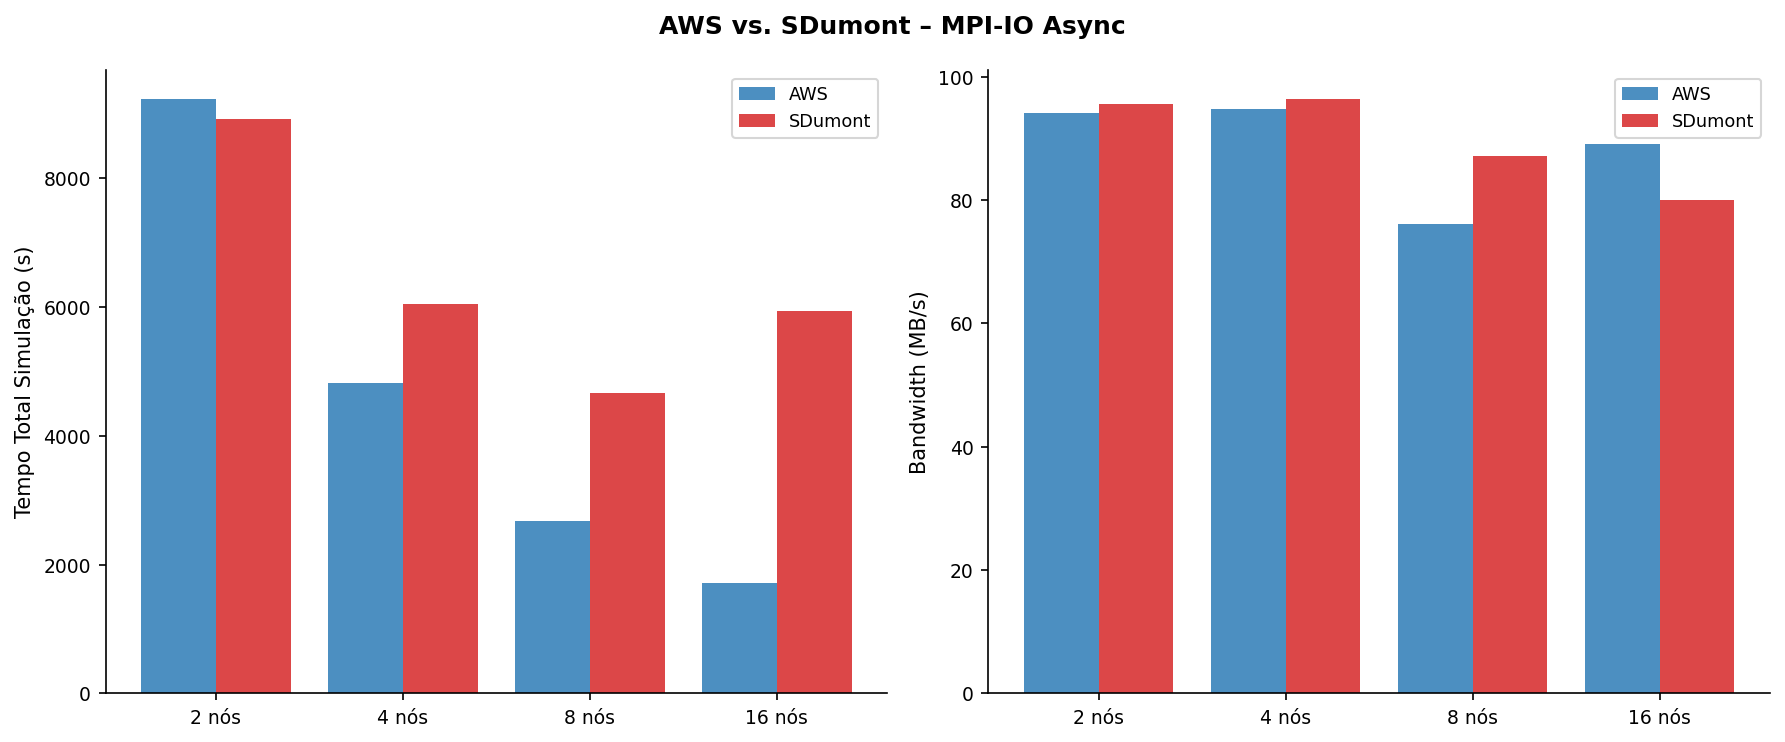 AWS vs. SDumont – MPI-IO Async
Tempo Total Simulação (s)
8000
6000
4000
2000
0
2 nós
4 nós
8 nós
16 nós
AWS
SDumont
Bandwidth (MB/s)
100
80
60
40
20
0
2 nós
4 nós
8 nós
16 nós
AWS
SDumont